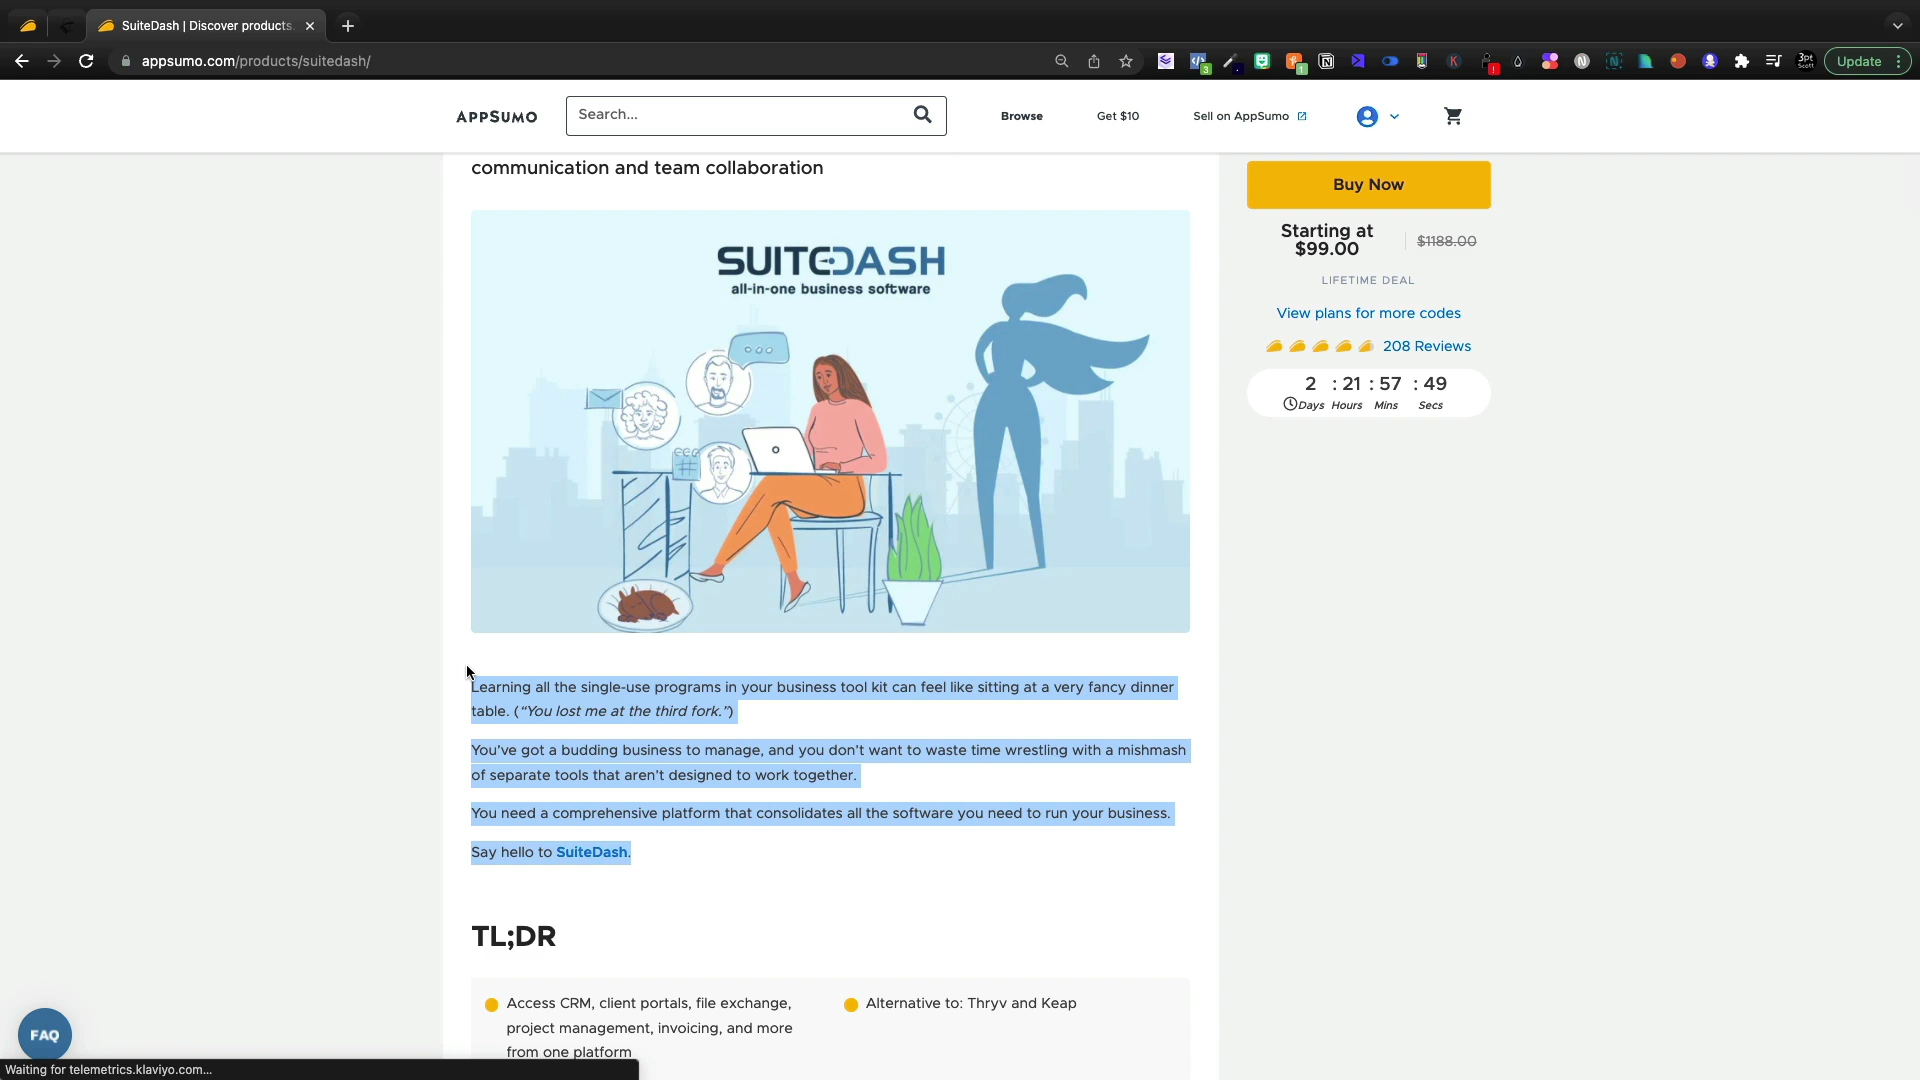 SuiteDash | Discover products
appsumo.com/products/suitedash/
3
1
!
3pt
Scott
Update
APPSUMO
Search...
Browse
Get $10
Sell on AppSumo
communication and team collaboration
SUITEDASH
all-in-one business software
Buy Now
Starting at
$99.00
$1188.00
LIFETIME DEAL
View plans for more codes
208 Reviews
2 : 21 : 57 : 49
Days Hours Mins Secs
Learning all the single-use programs in your business tool kit can feel like sitting at a very fancy dinner
table. (“You lost me at the third fork.”)
You’ve got a budding business to manage, and you don’t want to waste time wrestling with a mishmash
of separate tools that aren’t designed to work together.
You need a comprehensive platform that consolidates all the software you need to run your business.
Say hello to SuiteDash.
TL;DR
Access CRM, client portals, file exchange,
project management, invoicing, and more
from one platform
Alternative to: Thryv and Keap
FAQ
Waiting for telemetrics.klaviyo.com...